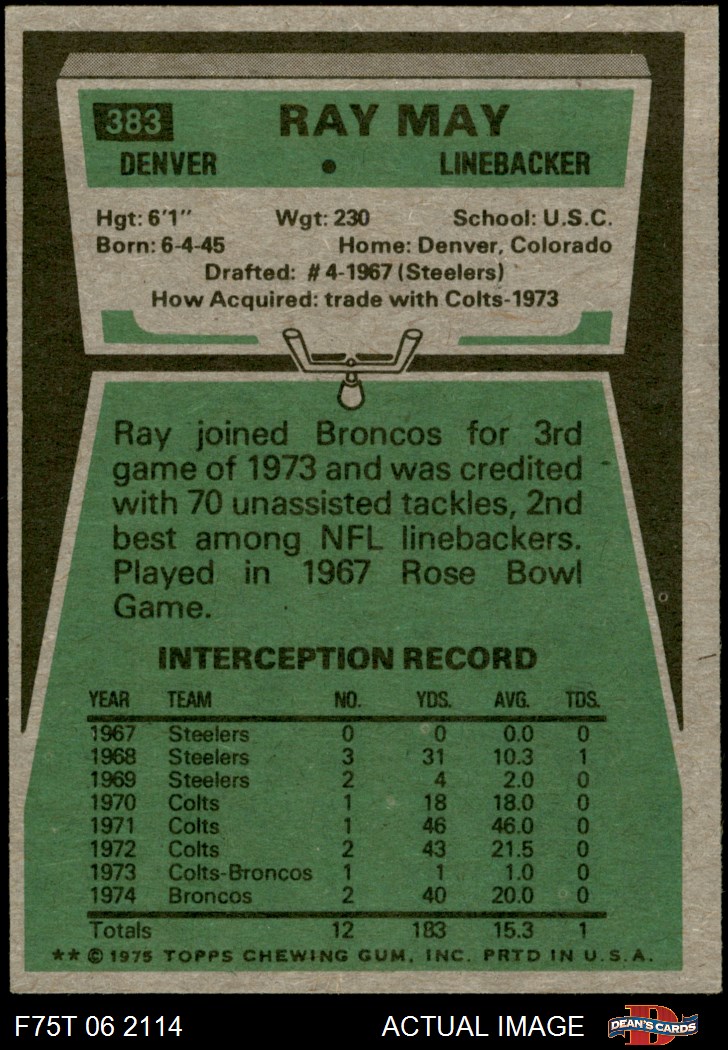 383
RAY MAY
DENVER • LINEBACKER
Hgt: 6'1" Wgt: 230 School: U.S.C.
Born: 6-4-45 Home: Denver, Colorado
Drafted: #4-1967 (Steelers)
How Acquired: trade with Colts-1973
Ray joined Broncos for 3rd
game of 1973 and was credited
with 70 unassisted tackles, 2nd
best among NFL linebackers.
Played in 1967 Rose Bowl
Game.
INTERCEPTION RECORD
YEAR TEAM NO. YDS. AVG. TDS.
1967 Steelers 0 0 0.0 0
1968 Steelers 3 31 10.3 1
1969 Steelers 2 4 2.0 0
1970 Colts 1 18 18.0 0
1971 Colts 1 46 46.0 0
1972 Colts 2 43 21.5 0
1973 Colts-Broncos 1 1 1.0 0
1974 Broncos 2 40 20.0 0
Totals 12 183 15.3 1
** © 1975 TOPPS CHEWING GUM, INC. PRTD IN U.S.A.
F75T 06 2114 ACTUAL IMAGE DEAN'S CARDS